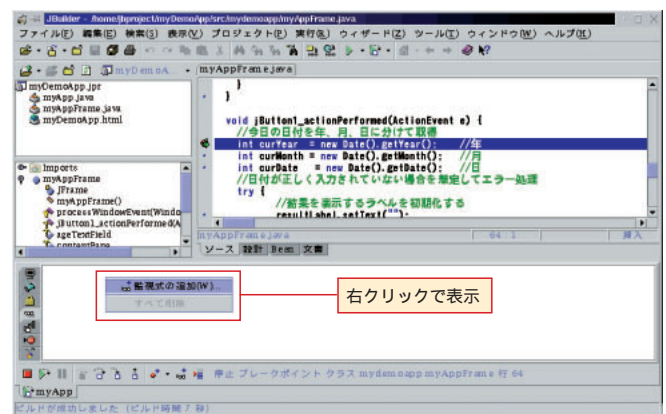 JBuilder - /home/jbproject/myDemoApp/src/mydemoapp/myAppFrame.java
ファイル(F) 編集(E) 検索(S) 表示(V) プロジェクト(P) 実行(R) ウィザード(Z) ツール(T) ウィンドウ(W) ヘルプ(H)
myDemoA...
myAppFrame.java
myDemoApp.jpr
myApp.java
myAppFrame.java
myDemoApp.html
}
}
void jButton1_actionPerformed(ActionEvent e) {
//今日の日付を年、月、日に分けて取得
int curYear = new Date().getYear(); //年
int curMonth = new Date().getMonth(); //月
int curDate = new Date().getDate(); //日
//日付が正しく入力されていない場合を想定してエラー処理
try {
//結果を表示するラベルを初期化する
resultLabel.setText("");
Imports
myAppFrame
JFrame
myAppFrame()
processWindowEvent(Windo
jButton1_actionPerformed(A
ageTextField
contentPane
myAppFrame.java 64 : 1 挿入
ソース 設計 Bean 文書
監視式の追加(W)...
すべて削除
右クリックで表示
停止 ブレークポイント クラス mydemoapp.myAppFrame 行 64
myApp
ビルドが成功しました (ビルド時間 7 秒)